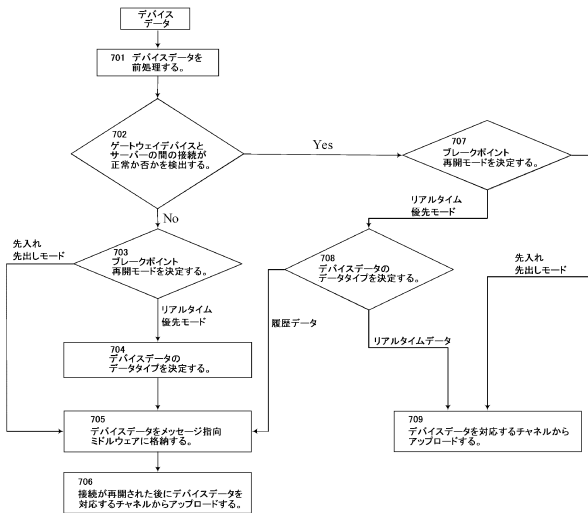 デバイス
データ
701 デバイスデータを
前処理する。
702
ゲートウェイデバイスと
サーバーの間の接続が
正常か否かを検出する。
Yes
707
ブレークポイント
再開モードを決定する。
No
リアルタイム
優先モード
先入れ
先出しモード
703
ブレークポイント
再開モードを決定する。
708
デバイスデータの
データタイプを決定する。
先入れ
先出しモード
リアルタイム
優先モード
履歴データ
リアルタイムデータ
704
デバイスデータの
データタイプを決定する。
705
デバイスデータをメッセージ指向
ミドルウェアに格納する。
709
デバイスデータを対応するチャネルから
アップロードする。
706
接続が再開された後にデバイスデータを
対応するチャネルからアップロードする。